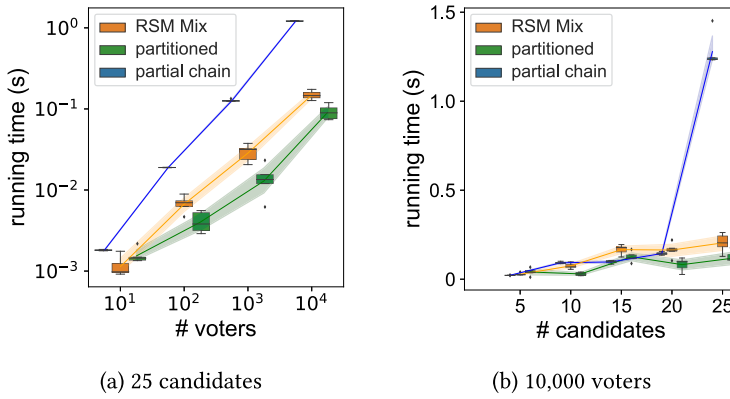 RSM Mix
partitioned
partial chain
running time (s)
10⁰
10⁻¹
10⁻²
10⁻³
10¹ 10² 10³ 10⁴
# voters
(a) 25 candidates
RSM Mix
partitioned
partial chain
running time (s)
1.5
1.0
0.5
0
5 10 15 20 25
# candidates
(b) 10,000 voters